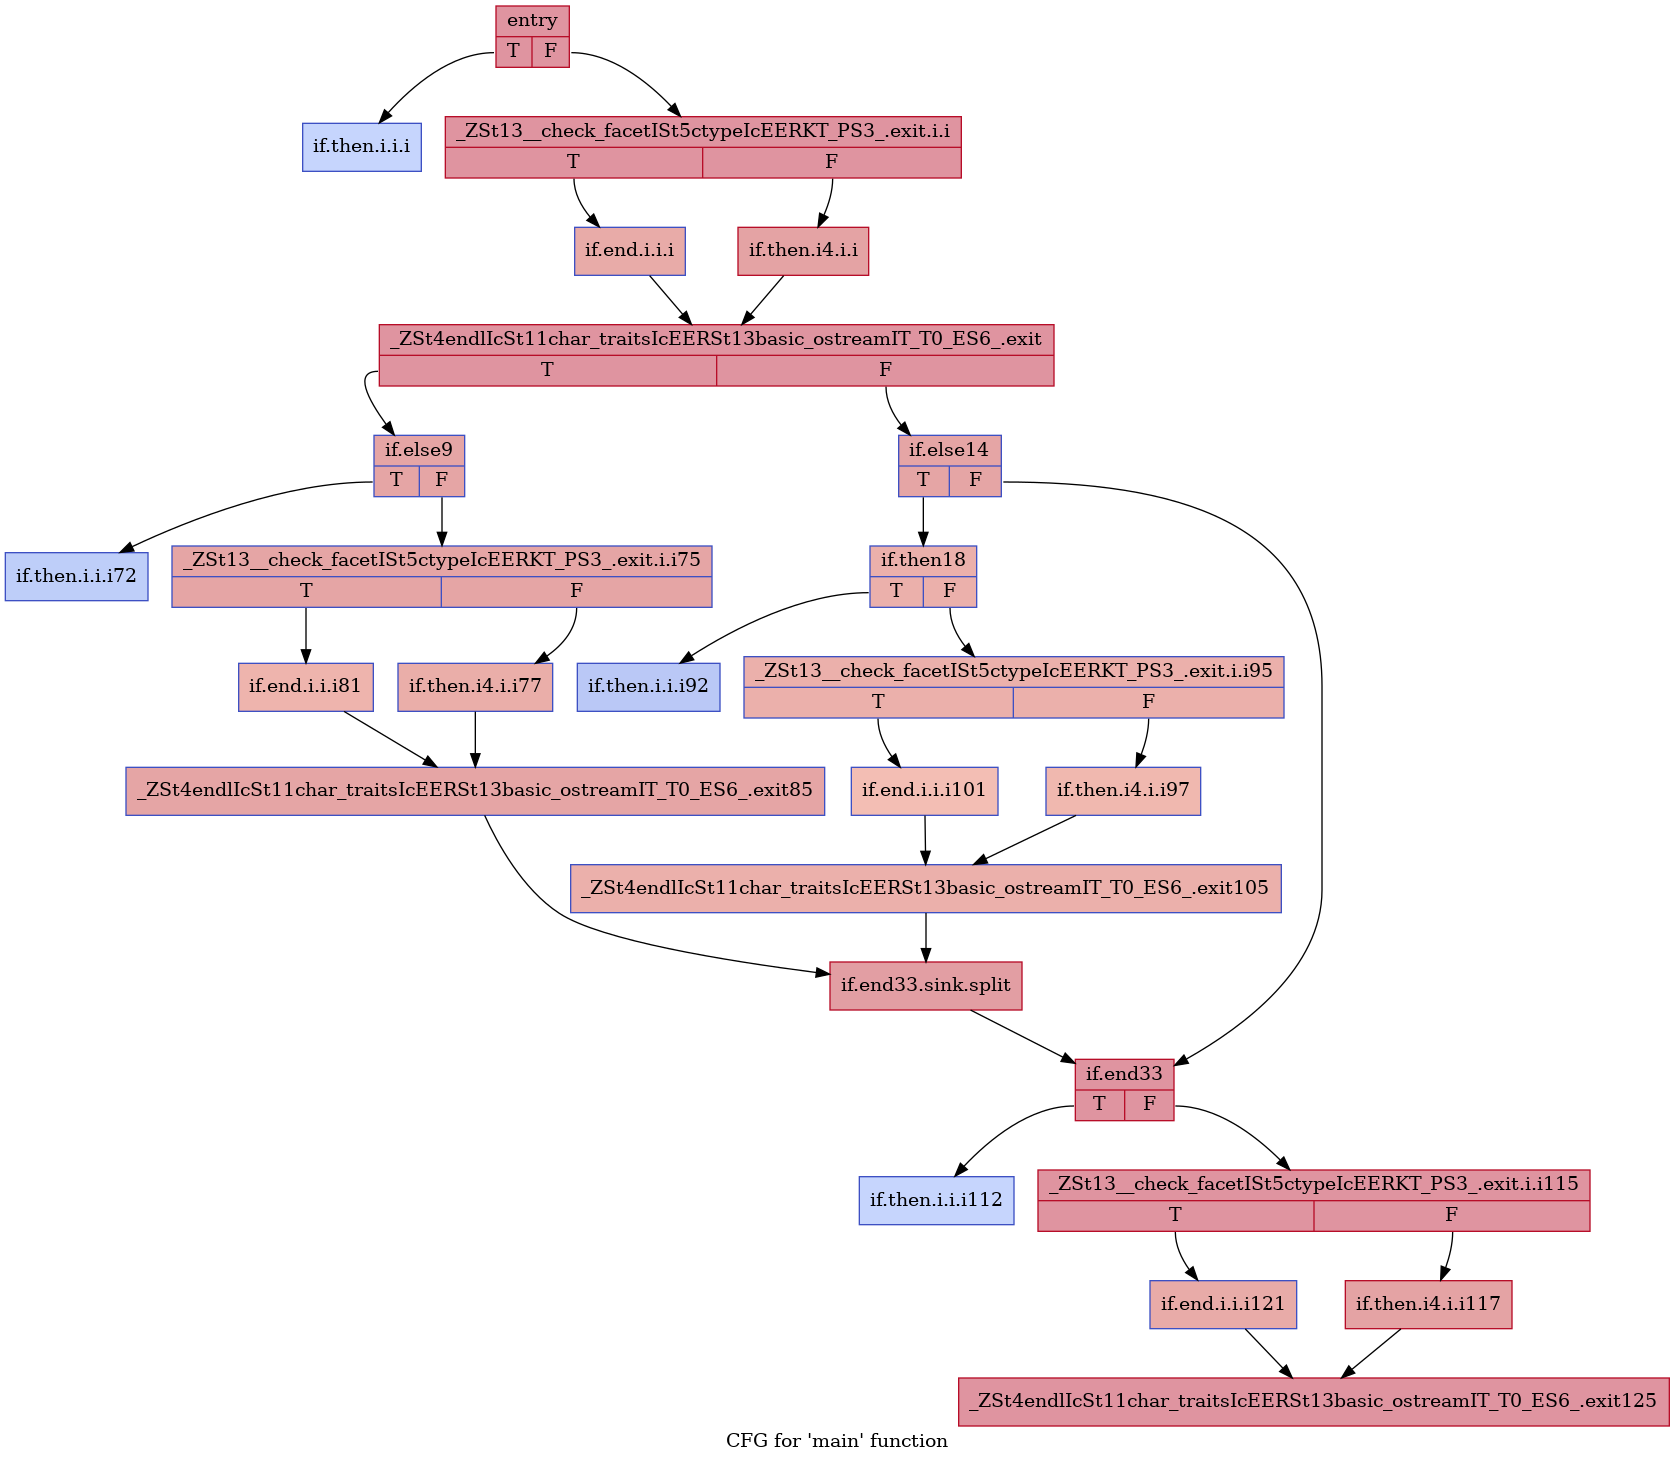 entry
T F
if.then.i.i.i
_ZSt13__check_facetISt5ctypeIcEERKT_PS3_.exit.i.i
T F
if.end.i.i.i
if.then.i4.i.i
_ZSt4endlIcSt11char_traitsIcEERSt13basic_ostreamIT_T0_ES6_.exit
T F
if.else9
T F
if.else14
T F
if.then.i.i.i72
_ZSt13__check_facetISt5ctypeIcEERKT_PS3_.exit.i.i75
T F
if.then18
T F
if.end.i.i.i81
if.then.i4.i.i77
if.then.i.i.i92
_ZSt13__check_facetISt5ctypeIcEERKT_PS3_.exit.i.i95
T F
_ZSt4endlIcSt11char_traitsIcEERSt13basic_ostreamIT_T0_ES6_.exit85
if.end.i.i.i101
if.then.i4.i.i97
_ZSt4endlIcSt11char_traitsIcEERSt13basic_ostreamIT_T0_ES6_.exit105
if.end33.sink.split
if.end33
T F
if.then.i.i.i112
_ZSt13__check_facetISt5ctypeIcEERKT_PS3_.exit.i.i115
T F
if.end.i.i.i121
if.then.i4.i.i117
_ZSt4endlIcSt11char_traitsIcEERSt13basic_ostreamIT_T0_ES6_.exit125
CFG for 'main' function